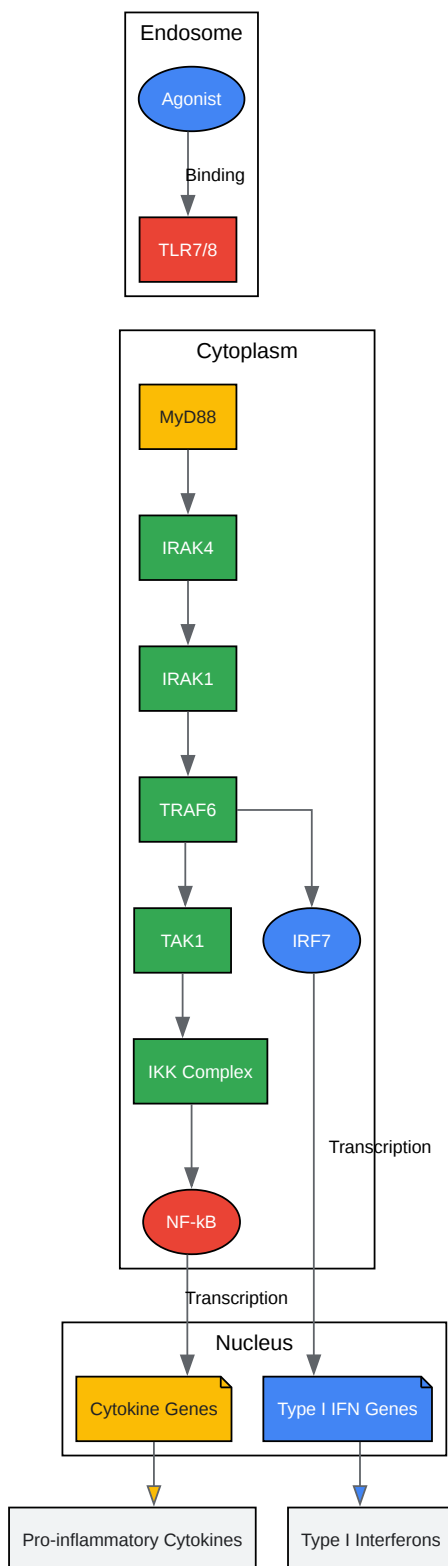 Endosome
Agonist
Binding
TLR7/8
Cytoplasm
MyD88
IRAK4
IRAK1
TRAF6
TAK1
IRF7
IKK Complex
Transcription
NF-kB
Transcription
Nucleus
Cytokine Genes
Type I IFN Genes
Pro-inflammatory Cytokines
Type I Interferons